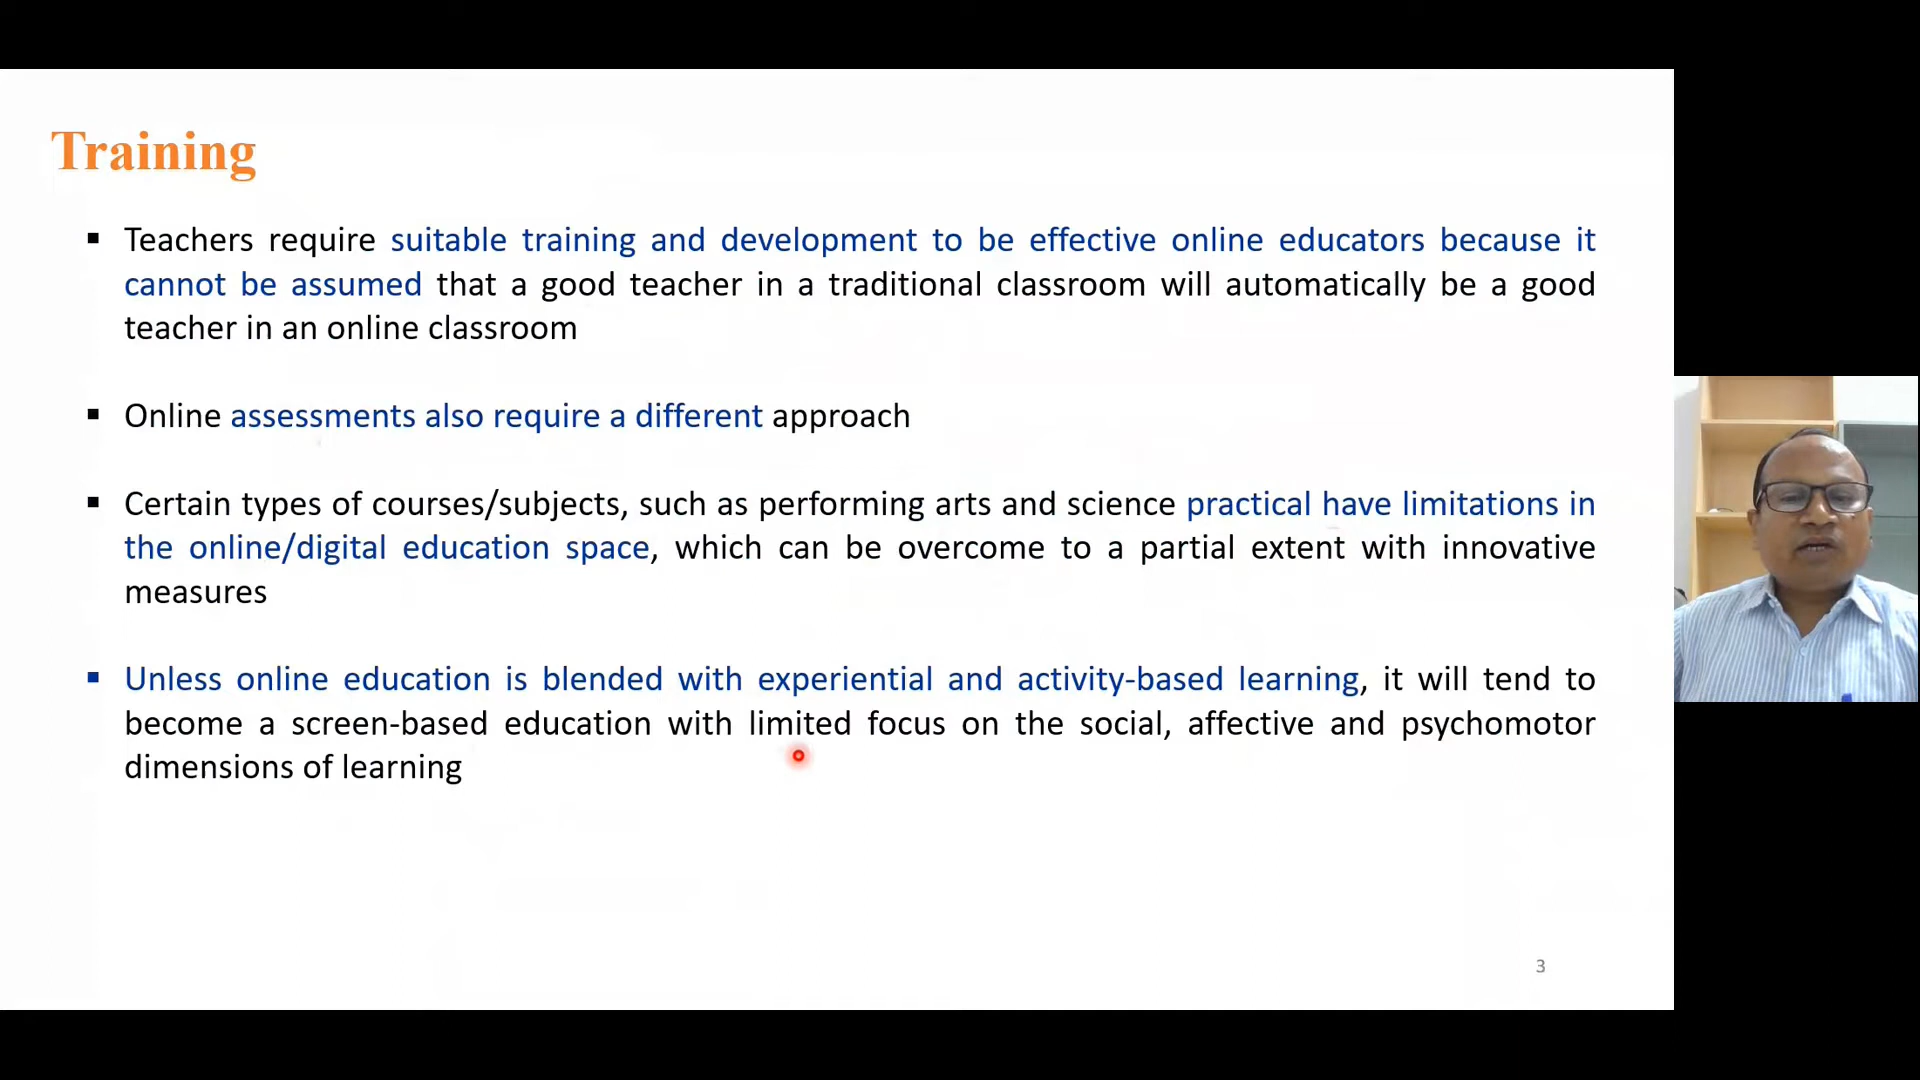 Training
▪ Teachers require suitable training and development to be effective online educators because it
cannot be assumed that a good teacher in a traditional classroom will automatically be a good
teacher in an online classroom
▪ Online assessments also require a different approach
▪ Certain types of courses/subjects, such as performing arts and science practical have limitations in
the online/digital education space, which can be overcome to a partial extent with innovative
measures
▪ Unless online education is blended with experiential and activity-based learning, it will tend to
become a screen-based education with limited focus on the social, affective and psychomotor
dimensions of learning
3